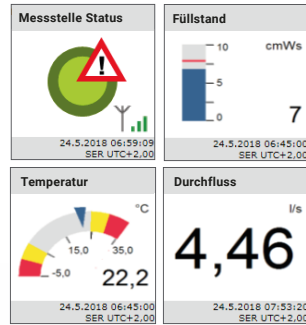 Messstelle Status
!
24.5.2018 06:59:09
SER UTC+2,00
Füllstand
10
cmWs
5
0
7
24.5.2018 06:45:00
SER UTC+2,00
Temperatur
°C
15,0
35,0
-5,0
22,2
24.5.2018 06:45:00
SER UTC+2,00
Durchfluss
l/s
4,46
24.5.2018 07:53:20
SER UTC+2,00